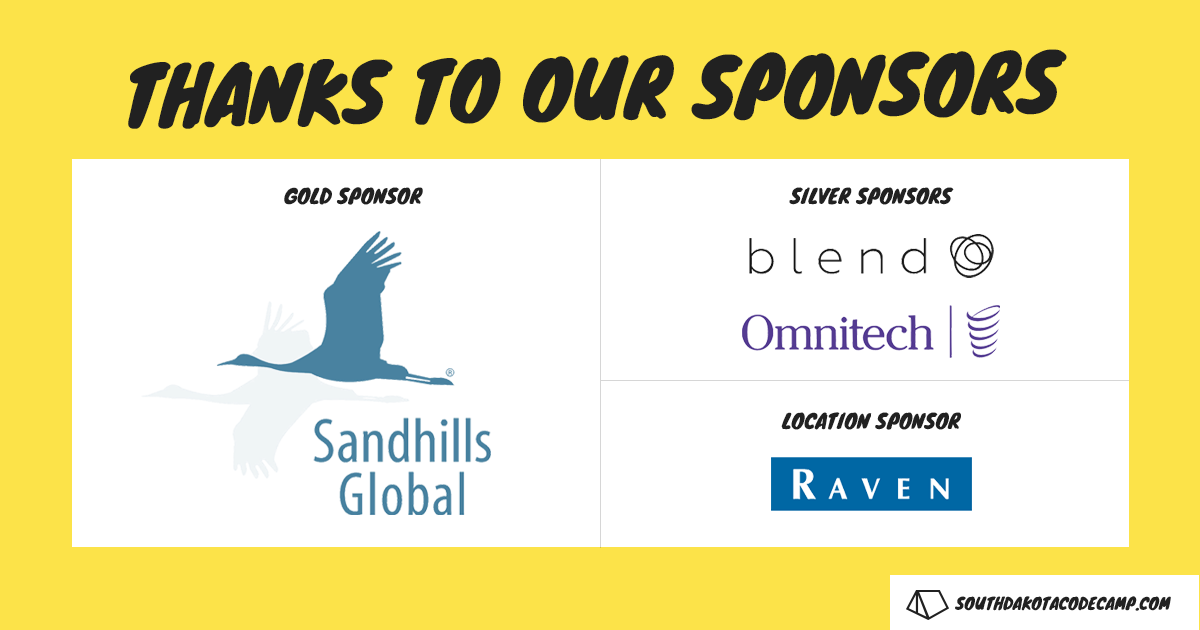 THANKS TO OUR SPONSORS
GOLD SPONSOR
®
Sandhills
Global
SILVER SPONSORS
blend
Omnitech
LOCATION SPONSOR
RAVEN
SOUTHDAKOTACODECAMP.COM